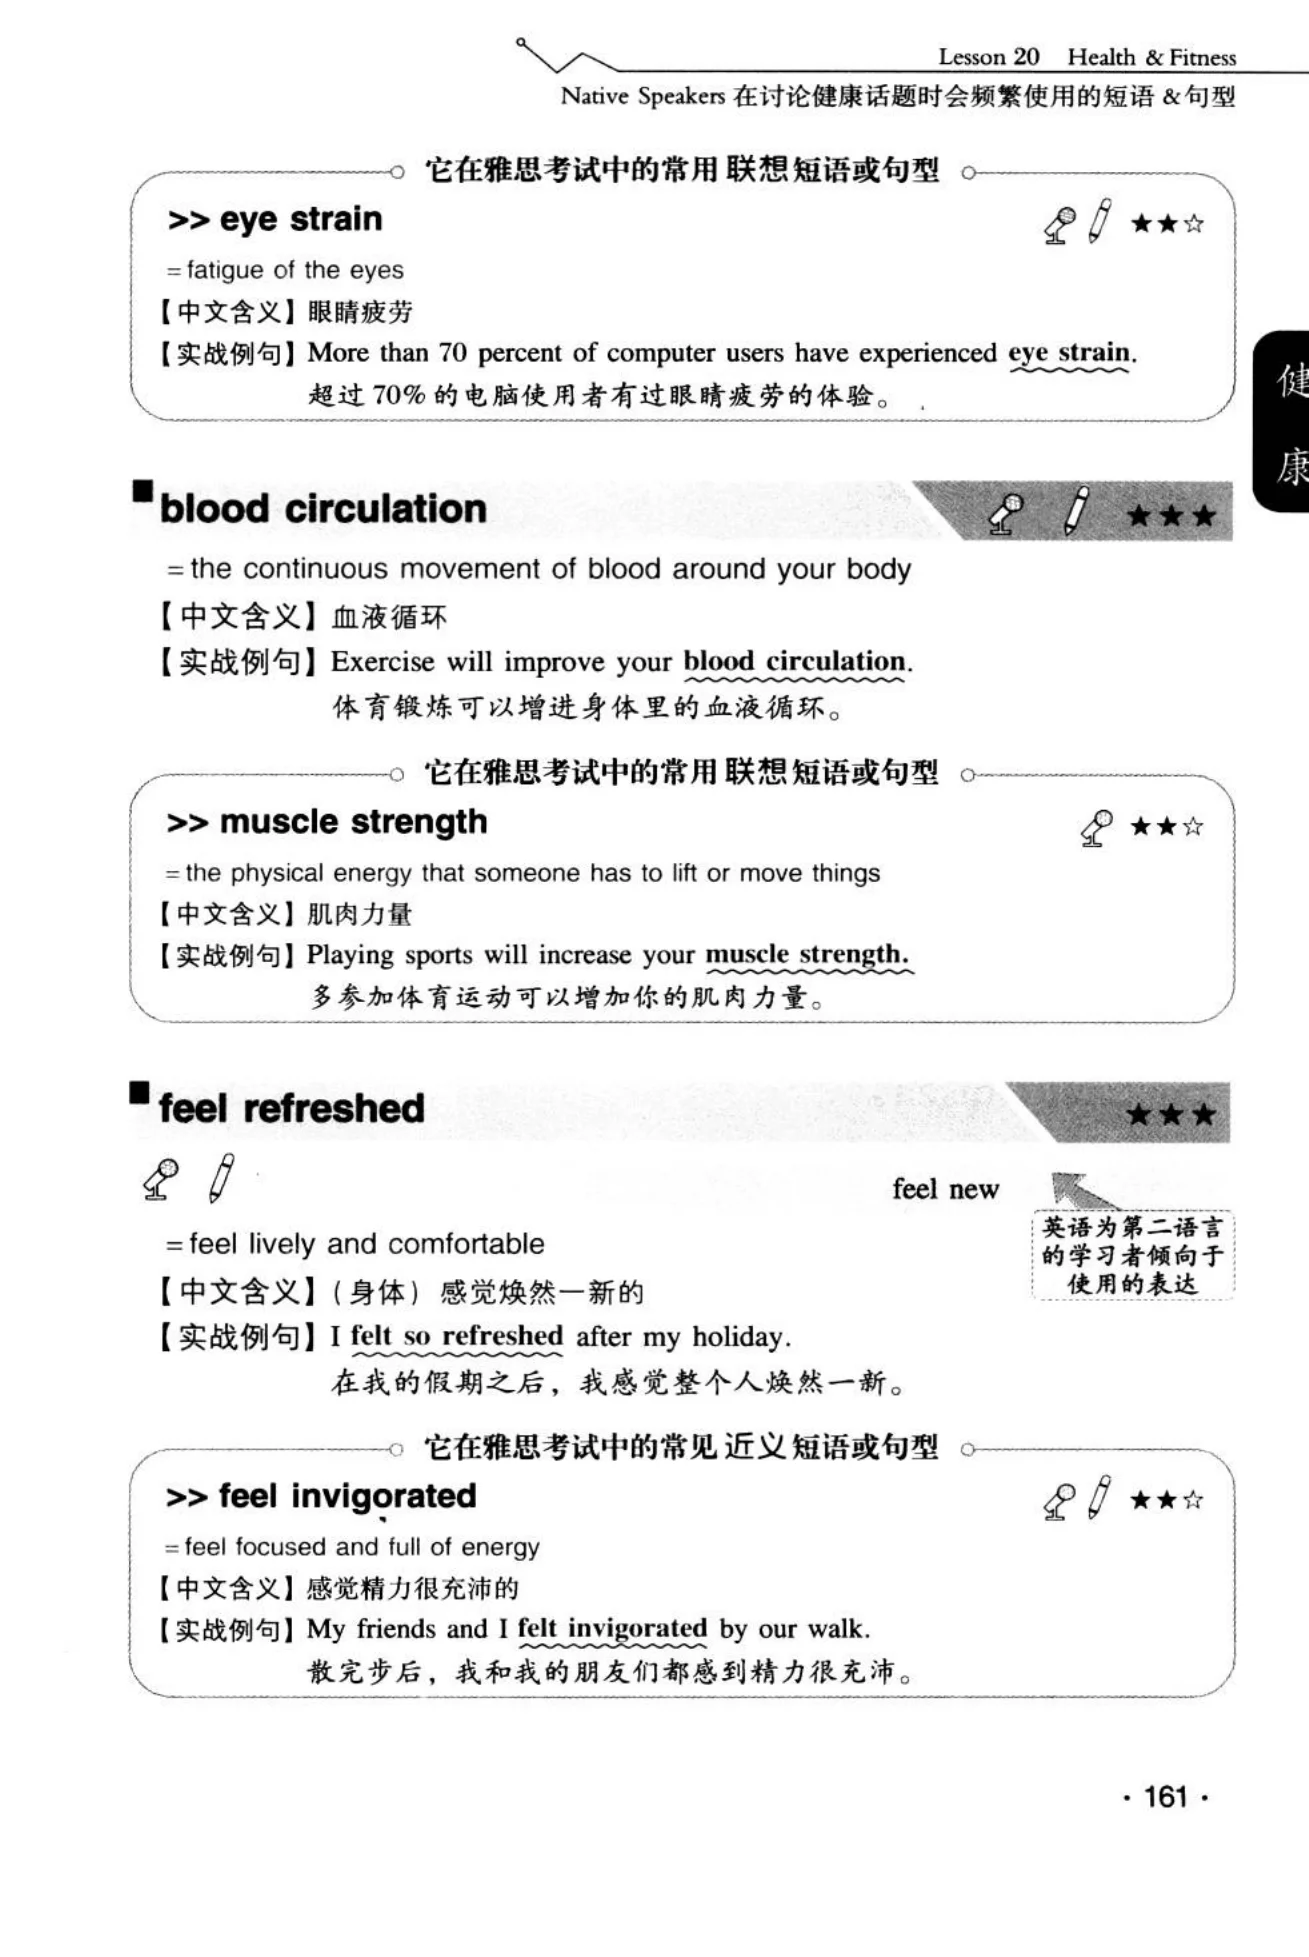 Lesson 20 Health & Fitness
Native Speakers 在讨论健康话题时会频繁使用的短语 &句型
它在雅思考试中的常用 联想 短语或句型
>> eye strain ★★☆
=fatigue of the eyes
【中文含义】眼睛疲劳
【实战例句】More than 70 percent of computer users have experienced eye strain.
超过 70% 的电脑使用者有过眼睛疲劳的体验。
健康
■blood circulation ★★★
=the continuous movement of blood around your body
【中文含义】血液循环
【实战例句】Exercise will improve your blood circulation.
体育锻炼可以增进身体里的血液循环。
它在雅思考试中的常用 联想 短语或句型
>> muscle strength ★★☆
=the physical energy that someone has to lift or move things
【中文含义】肌肉力量
【实战例句】Playing sports will increase your muscle strength.
多参加体育运动可以增加你的肌肉力量。
■feel refreshed ★★★
feel new
英语为第二语言
的学习者倾向于
使用的表达
=feel lively and comfortable
【中文含义】(身体) 感觉焕然一新的
【实战例句】I felt so refreshed after my holiday.
在我的假期之后，我感觉整个人焕然一新。
它在雅思考试中的常见 近义 短语或句型
>> feel invigorated ★★☆
=feel focused and full of energy
【中文含义】感觉精力很充沛的
【实战例句】My friends and I felt invigorated by our walk.
散完步后，我和我的朋友们都感到精力很充沛。
· 161 ·